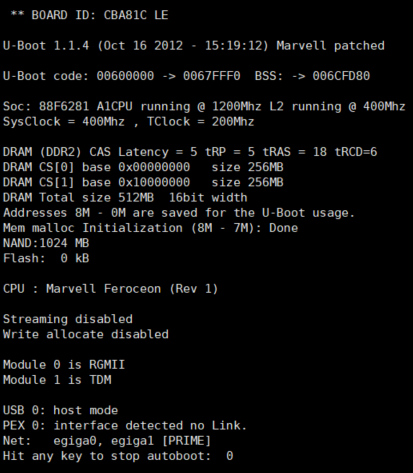 ** BOARD ID: CBA81C LE
U-Boot 1.1.4 (Oct 16 2012 - 15:19:12) Marvell patched
U-Boot code: 00600000 -> 0067FFF0  BSS: -> 006CFD80
Soc: 88F6281 A1CPU running @ 1200Mhz L2 running @ 400Mhz
SysClock = 400Mhz , TClock = 200Mhz
DRAM (DDR2) CAS Latency = 5 tRP = 5 tRAS = 18 tRCD=6
DRAM CS[0] base 0x00000000   size 256MB
DRAM CS[1] base 0x10000000   size 256MB
DRAM Total size 512MB  16bit width
Addresses 8M - 0M are saved for the U-Boot usage.
Mem malloc Initialization (8M - 7M): Done
NAND:1024 MB
Flash:  0 kB
CPU : Marvell Feroceon (Rev 1)
Streaming disabled
Write allocate disabled
Module 0 is RGMII
Module 1 is TDM
USB 0: host mode
PEX 0: interface detected no Link.
Net:   egiga0, egiga1 [PRIME]
Hit any key to stop autoboot:  0